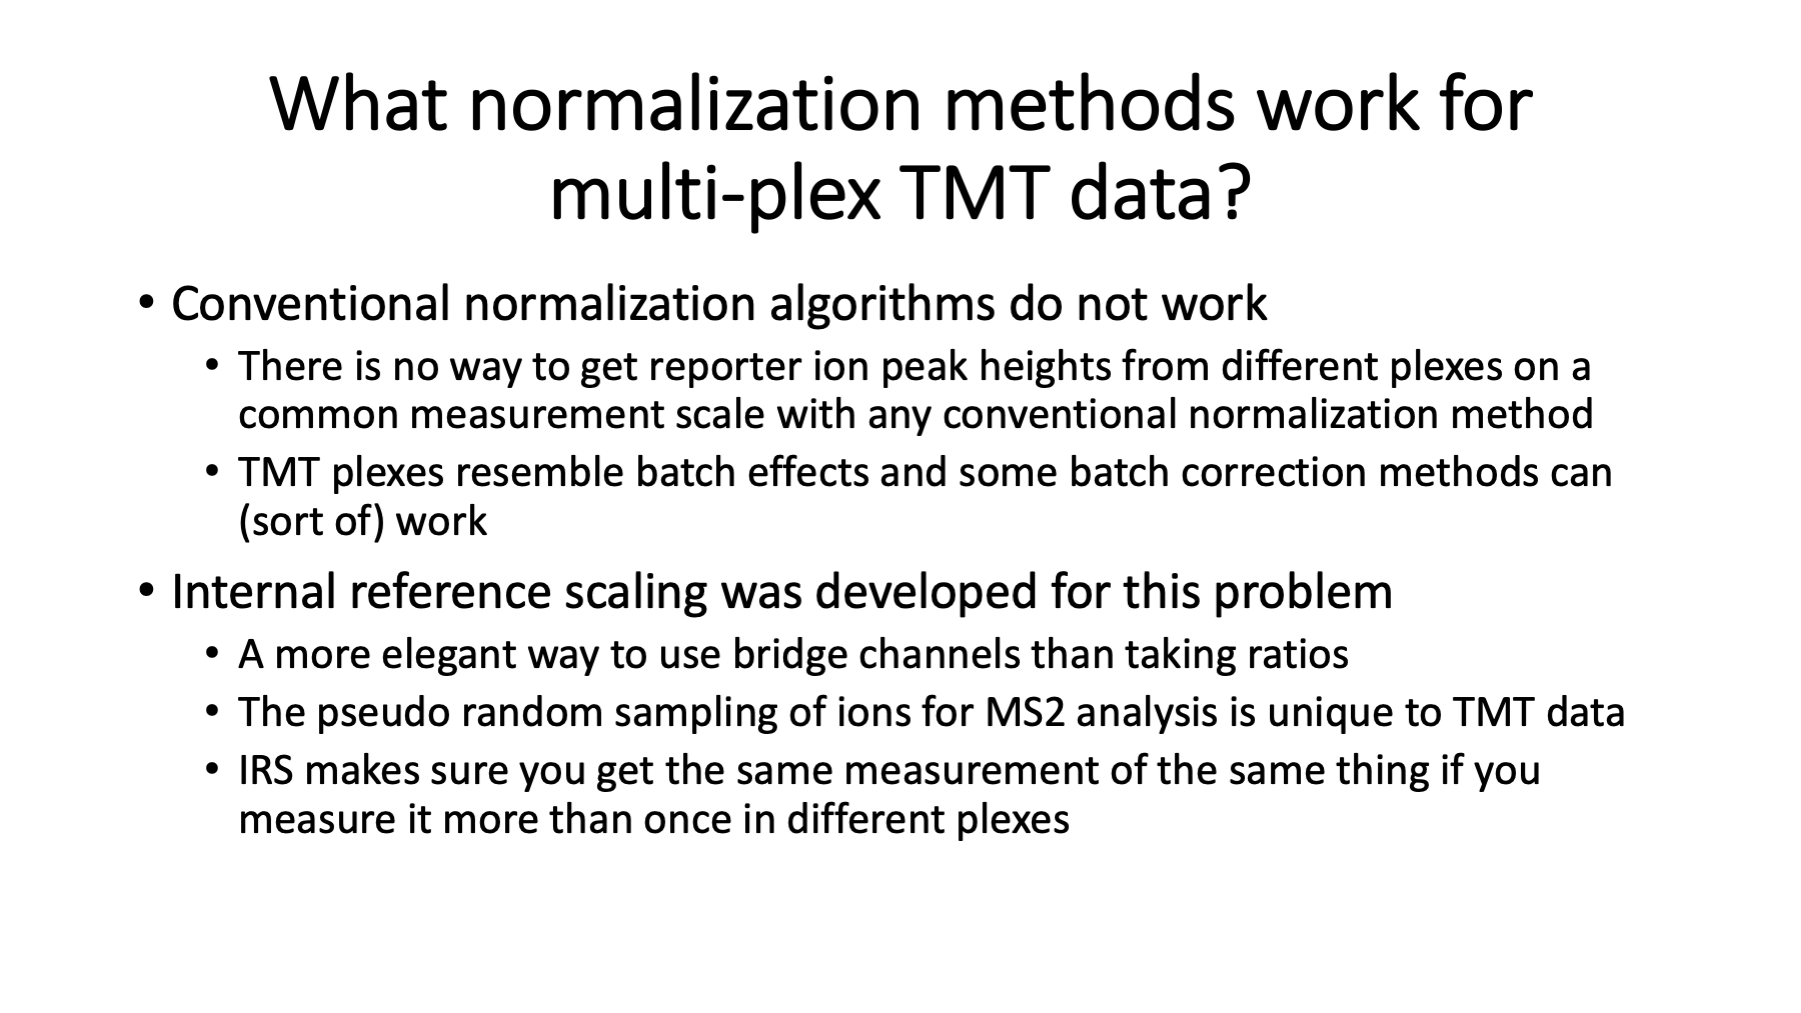 What normalization methods work for
multi-plex TMT data?
• Conventional normalization algorithms do not work
• There is no way to get reporter ion peak heights from different plexes on a
common measurement scale with any conventional normalization method
• TMT plexes resemble batch effects and some batch correction methods can
(sort of) work
• Internal reference scaling was developed for this problem
• A more elegant way to use bridge channels than taking ratios
• The pseudo random sampling of ions for MS2 analysis is unique to TMT data
• IRS makes sure you get the same measurement of the same thing if you
measure it more than once in different plexes